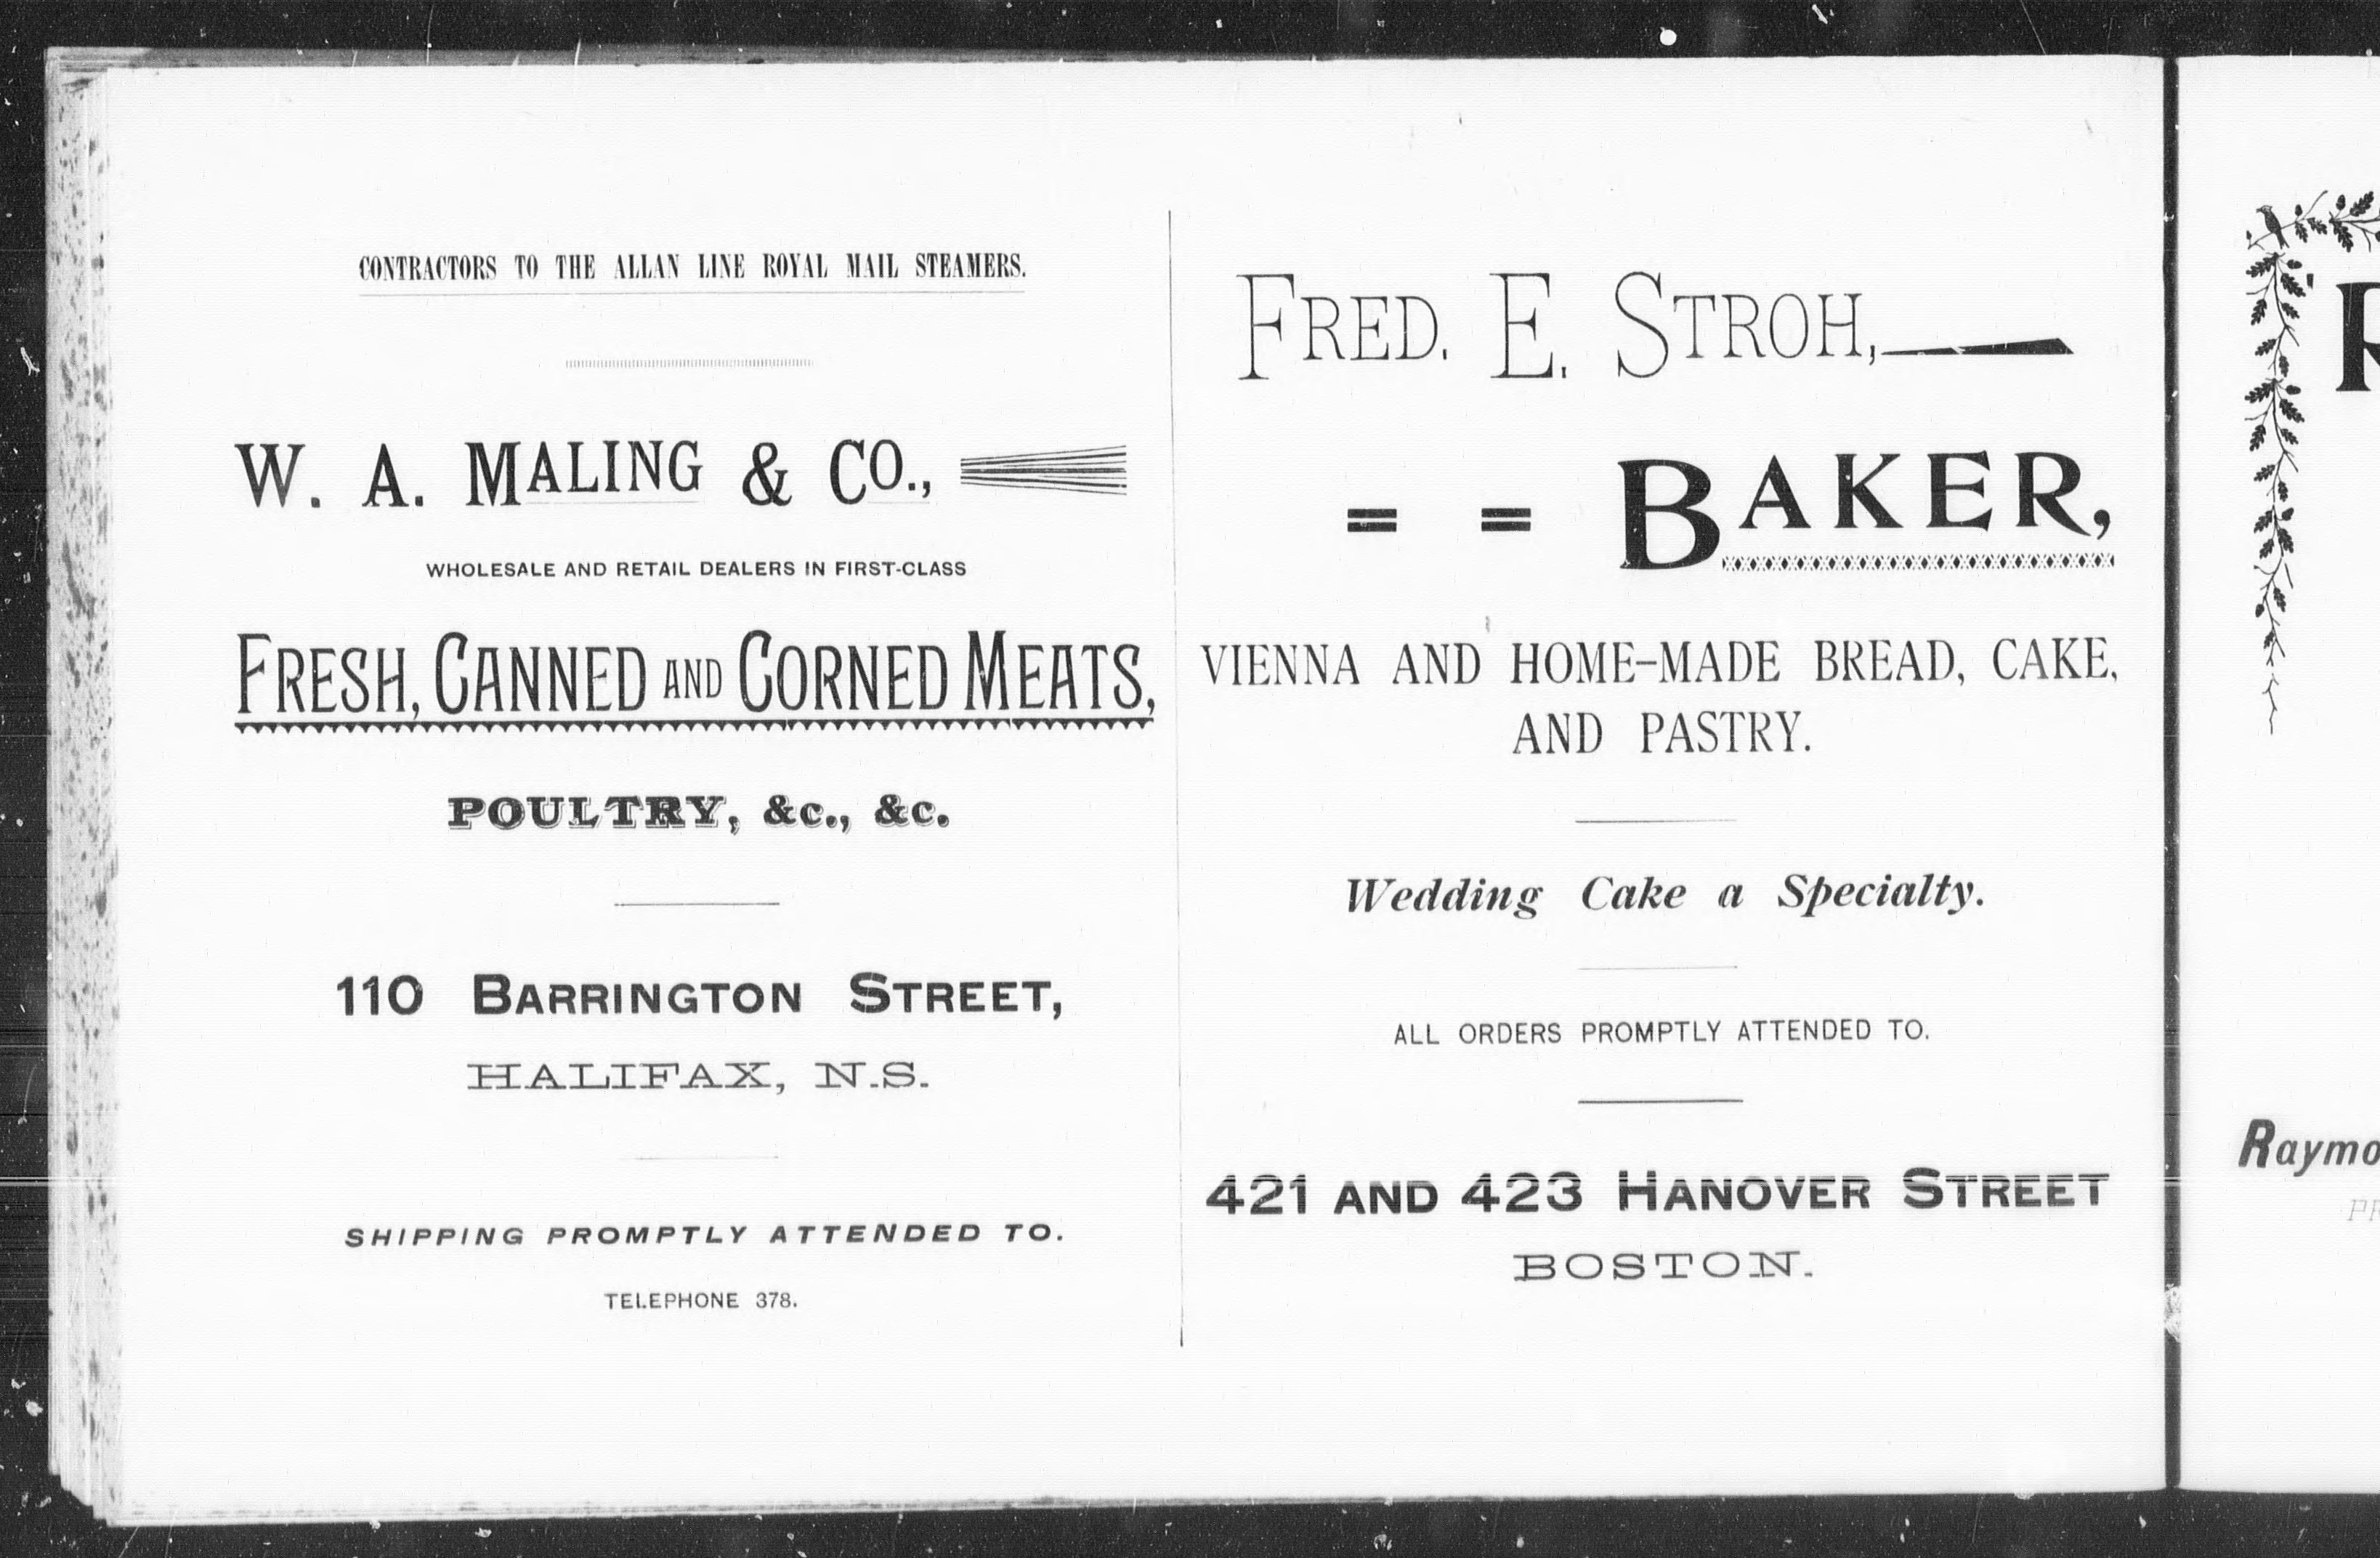 CONTRACTORS TO THE ALLAN LINE ROYAL MAIL STEAMERS.
W. A. MALING & CO.,
WHOLESALE AND RETAIL DEALERS IN FIRST-CLASS
FRESH, CANNED AND CORNED MEATS,
POULTRY, &c., &c.
110 BARRINGTON STREET,
HALIFAX, N.S.
SHIPPING PROMPTLY ATTENDED TO.
TELEPHONE 378.
FRED. E. STROH,
BAKER,
VIENNA AND HOME-MADE BREAD, CAKE,
AND PASTRY.
Wedding Cake a Specialty.
ALL ORDERS PROMPTLY ATTENDED TO.
421 AND 423 HANOVER STREET
BOSTON.